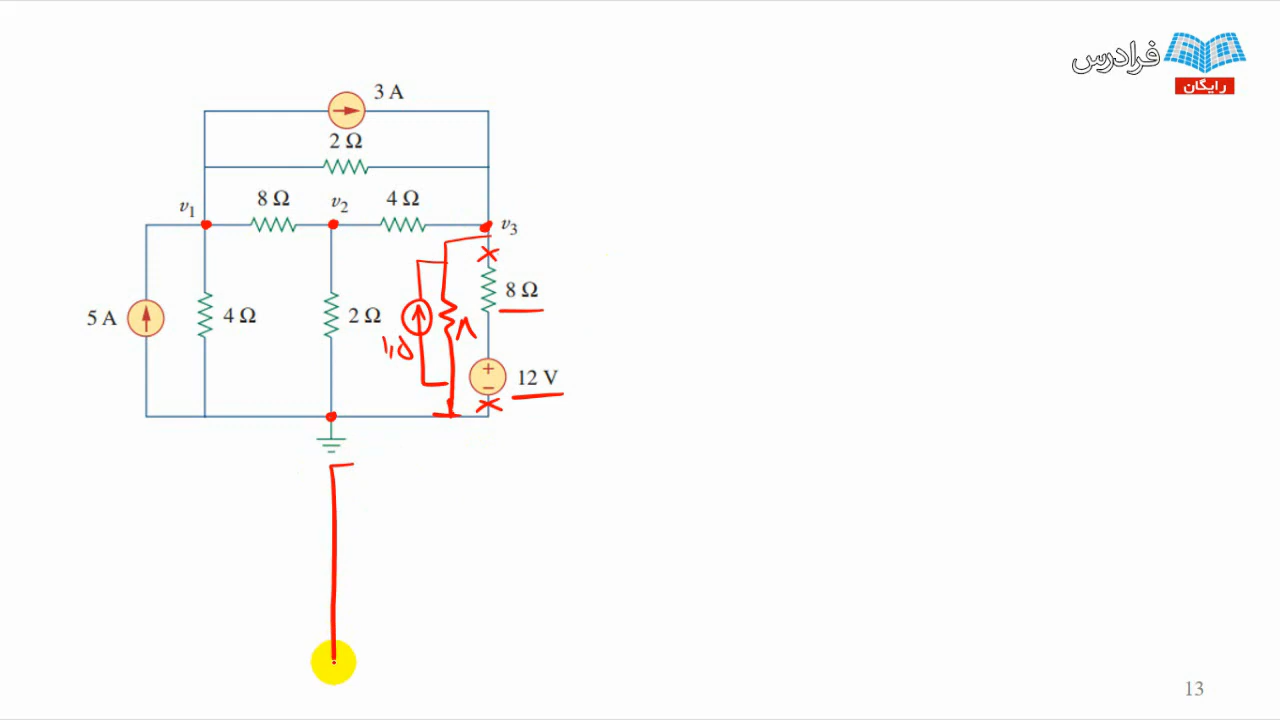 فرادرس
رایگان
3 A
2 Ω
8 Ω
4 Ω
v1
v2
v3
5 A
4 Ω
2 Ω
۱,۵
۸
8 Ω
+
−
12 V
13